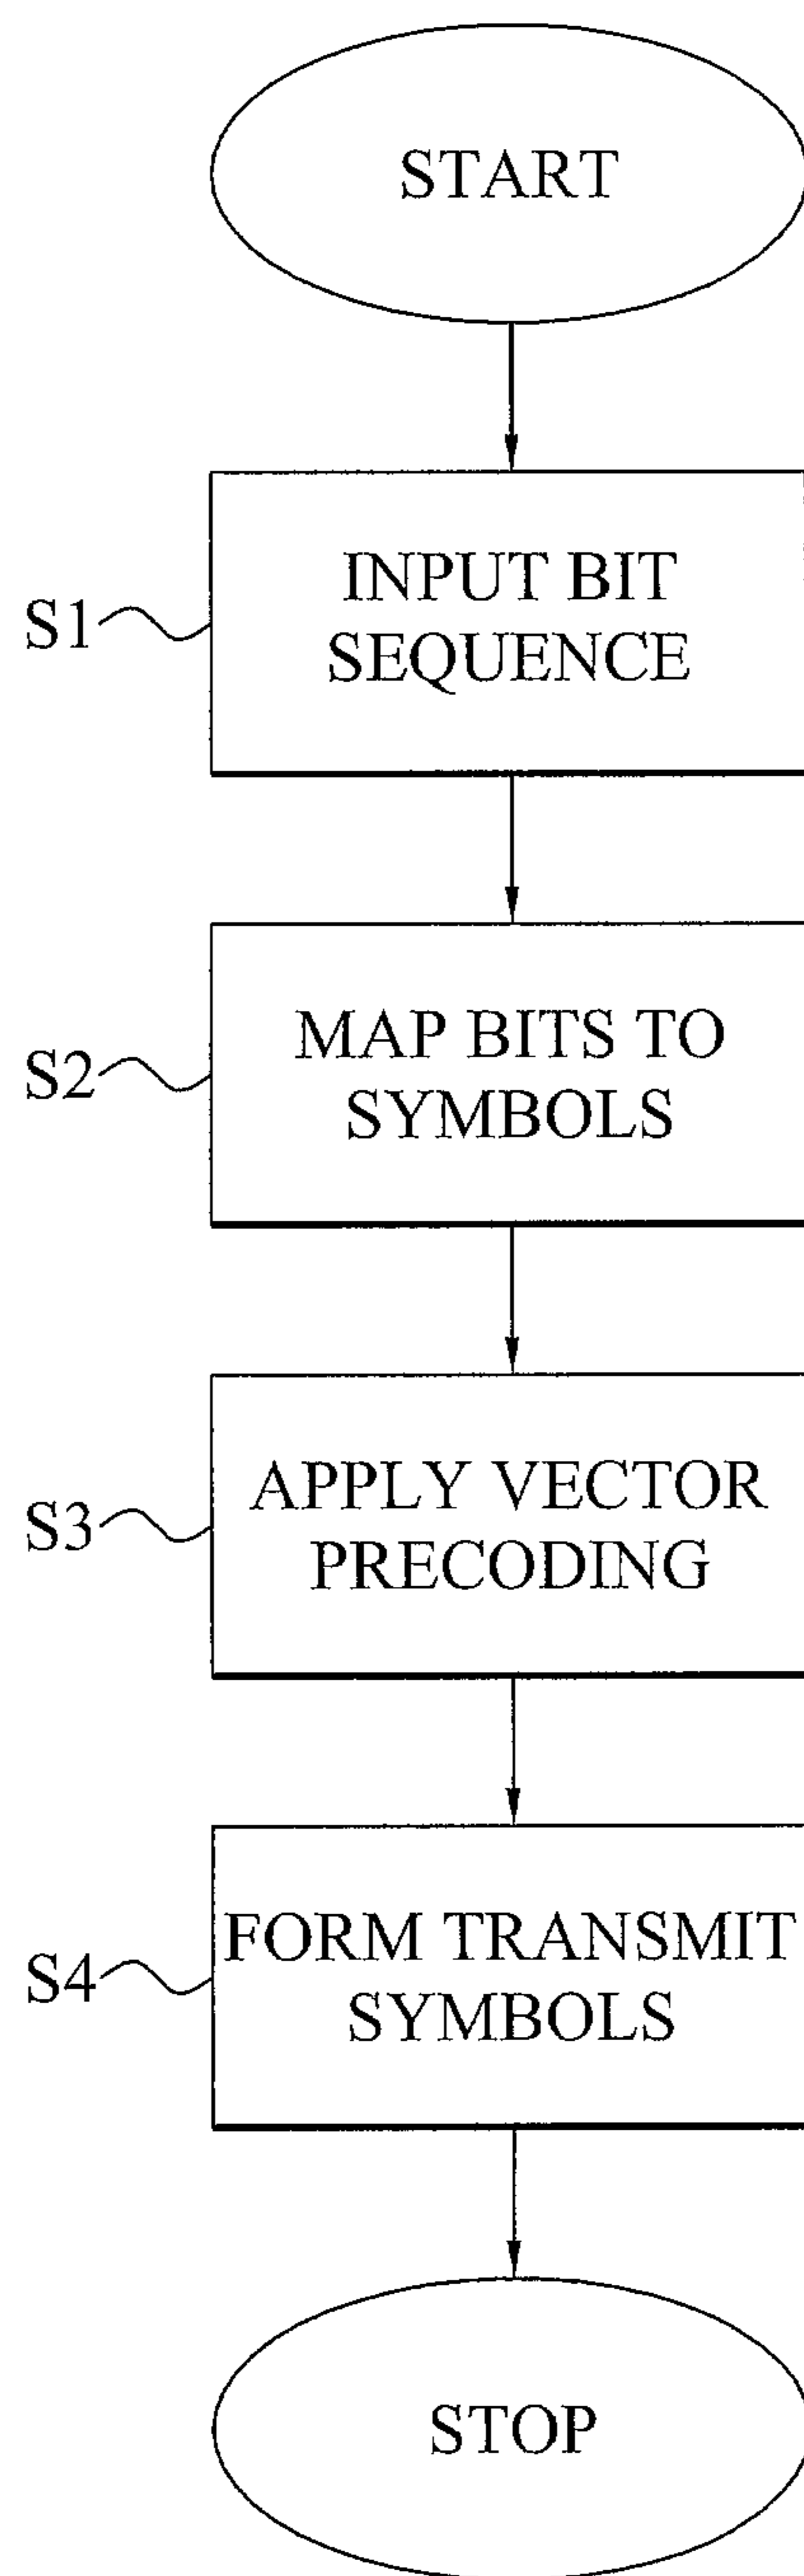 START
S1
INPUT BIT
SEQUENCE
S2
MAP BITS TO
SYMBOLS
S3
APPLY VECTOR
PRECODING
S4
FORM TRANSMIT
SYMBOLS
STOP